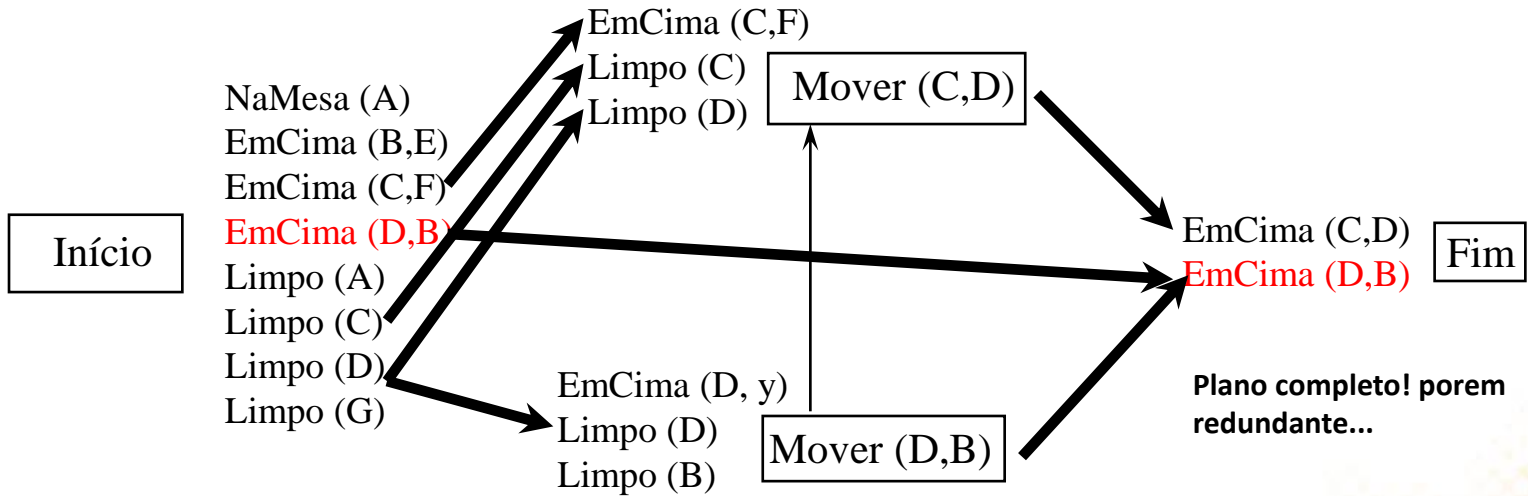 Início
NaMesa (A)
EmCima (B,E)
EmCima (C,F)
EmCima (D,B)
Limpo (A)
Limpo (C)
Limpo (D)
Limpo (G)
EmCima (C,F)
Limpo (C)
Limpo (D)
Mover (C,D)
EmCima (D, y)
Limpo (D)
Limpo (B)
Mover (D,B)
EmCima (C,D)
EmCima (D,B)
Fim
Plano completo! porem
redundante...